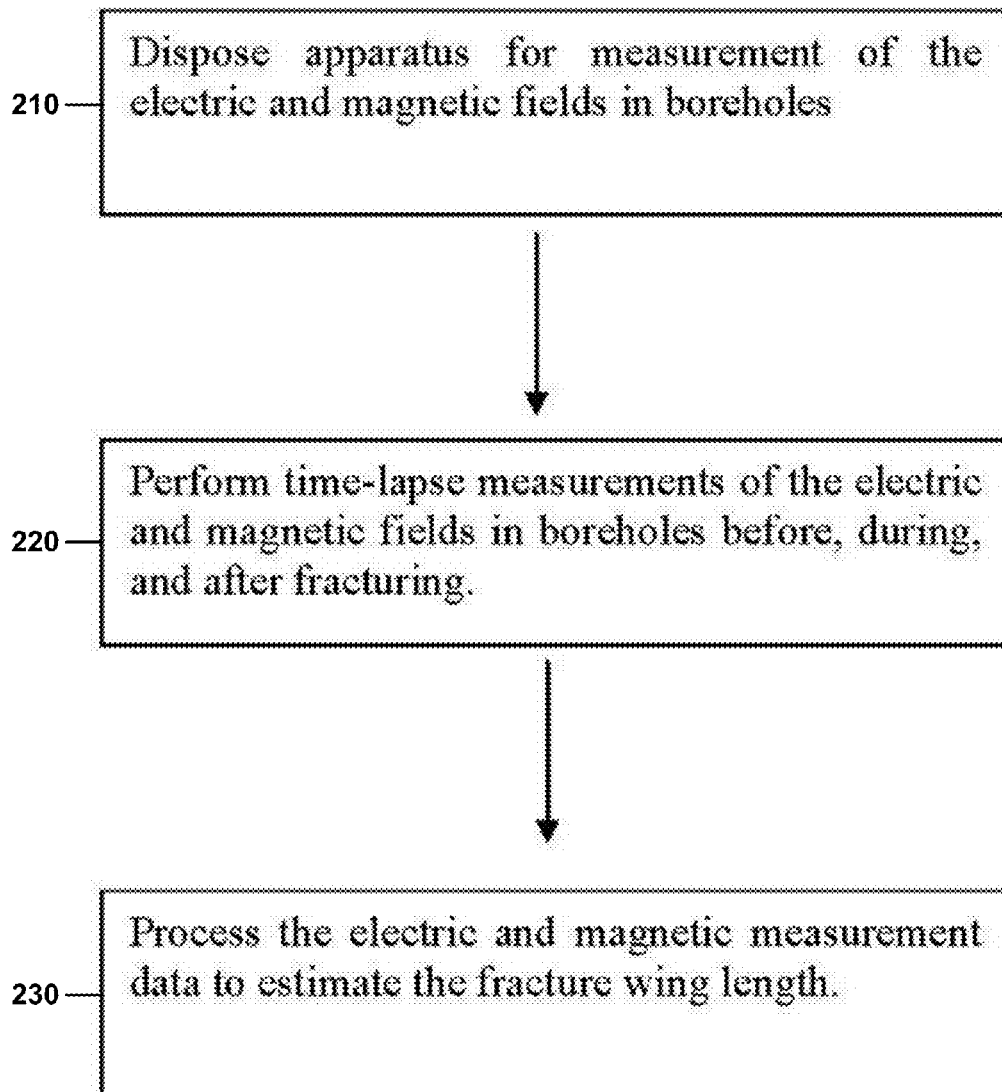 Dispose apparatus for measurement of the
210 electric and magnetic fields in boreholes
Perform time-lapse measurements of the electric
220 and magnetic fields in boreholes before, during,
and after fracturing.
Process the electric and magnetic measurement
230 data to estimate the fracture wing length.